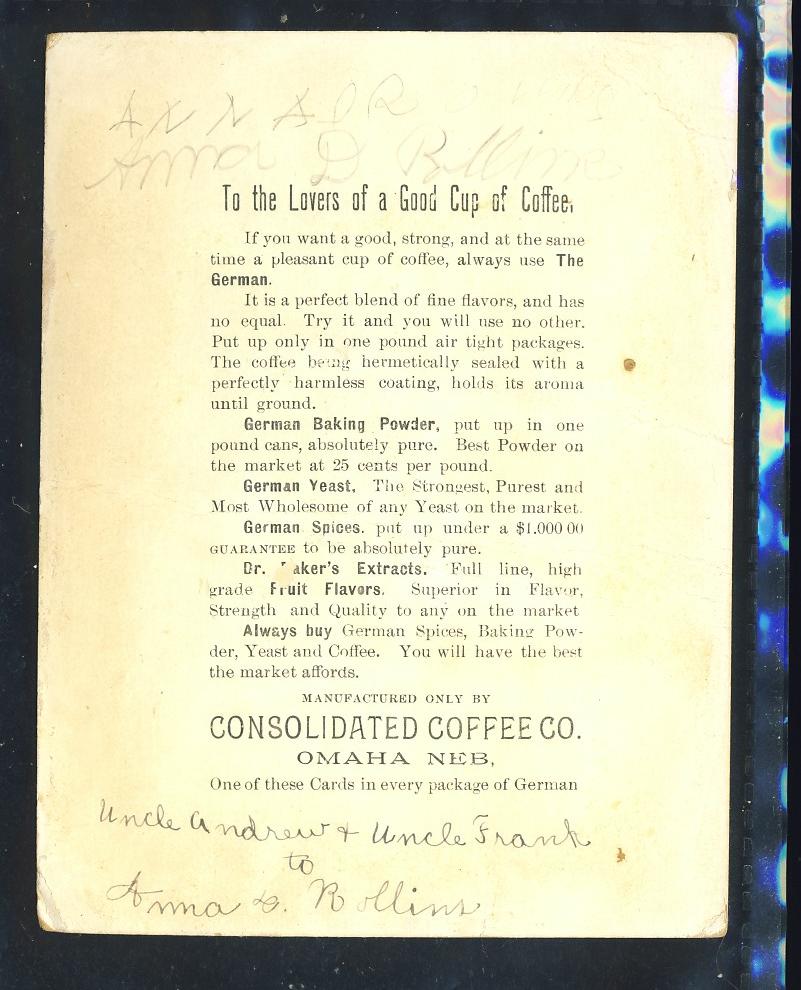 ANNA D R
Anna D Rollins
To the Lovers of a Good Cup of Coffee.
If you want a good, strong, and at the same
time a pleasant cup of coffee, always use The
German.
It is a perfect blend of fine flavors, and has
no equal. Try it and you will use no other.
Put up only in one pound air tight packages.
The coffee being hermetically sealed with a
perfectly harmless coating, holds its aroma
until ground.
German Baking Powder, put up in one
pound cans, absolutely pure. Best Powder on
the market at 25 cents per pound.
German Yeast, The Strongest, Purest and
Most Wholesome of any Yeast on the market.
German Spices. put up under a $1.000 00
GUARANTEE to be absolutely pure.
Dr. aker's Extracts. Full line, high
grade Fruit Flavors. Superior in Flavor,
Strength and Quality to any on the market
Always buy German Spices, Baking Pow-
der, Yeast and Coffee. You will have the best
the market affords.
MANUFACTURED ONLY BY
CONSOLIDATED COFFEE CO.
OMAHA NEB,
One of these Cards in every package of German
Uncle Andrew + Uncle Frank
to
Anna D. Rollins